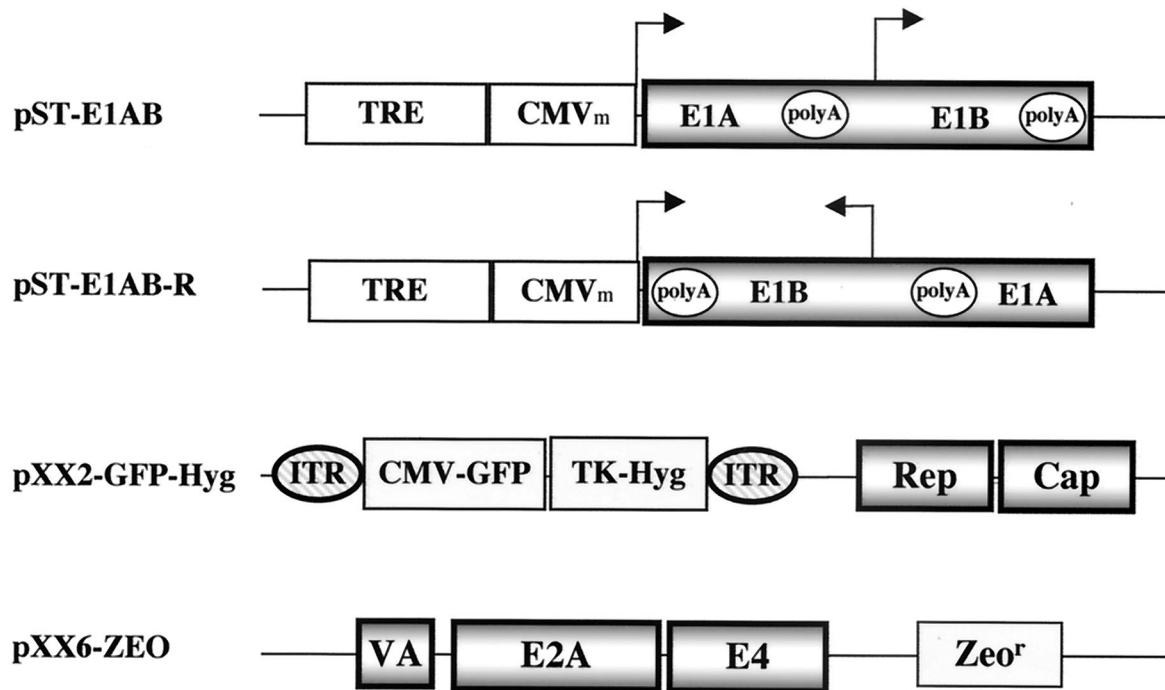 pST-E1AB TRE CMVm E1A polyA E1B polyA
pST-E1AB-R TRE CMVm polyA E1B polyA E1A
pXX2-GFP-Hyg ITR CMV-GFP TK-Hyg ITR Rep Cap
pXX6-ZEO VA E2A E4 Zeoʳ